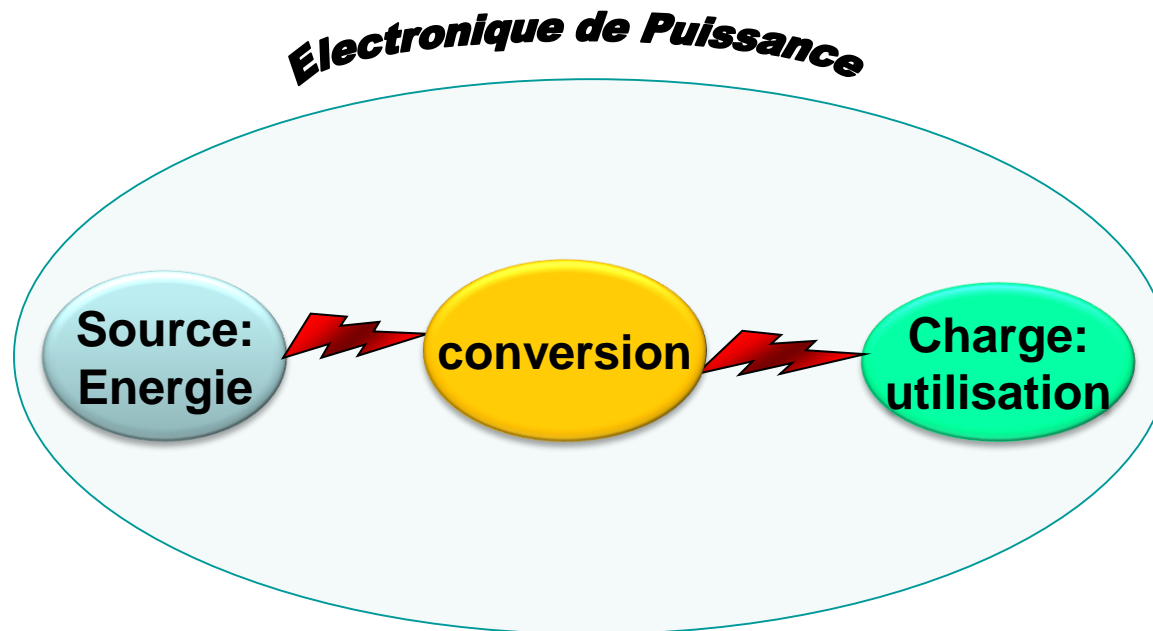 Electronique de Puissance
Source:
Energie
conversion
Charge:
utilisation